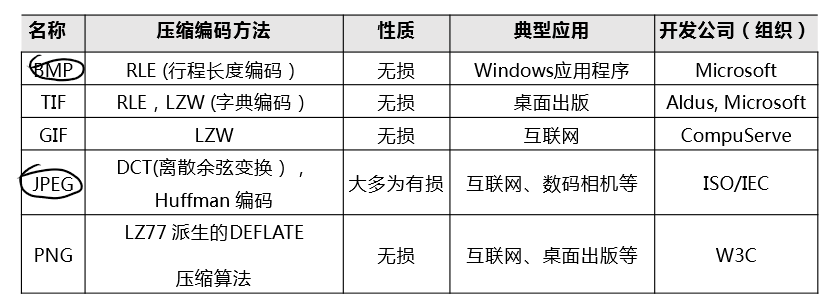 名称 压缩编码方法 性质 典型应用 开发公司（组织）
BMP RLE (行程长度编码） 无损 Windows应用程序 Microsoft
TIF RLE，LZW (字典编码） 无损 桌面出版 Aldus, Microsoft
GIF LZW 无损 互联网 CompuServe
JPEG DCT(离散余弦变换），
Huffman 编码 大多为有损 互联网、数码相机等 ISO/IEC
PNG LZ77 派生的DEFLATE
压缩算法 无损 互联网、桌面出版等 W3C